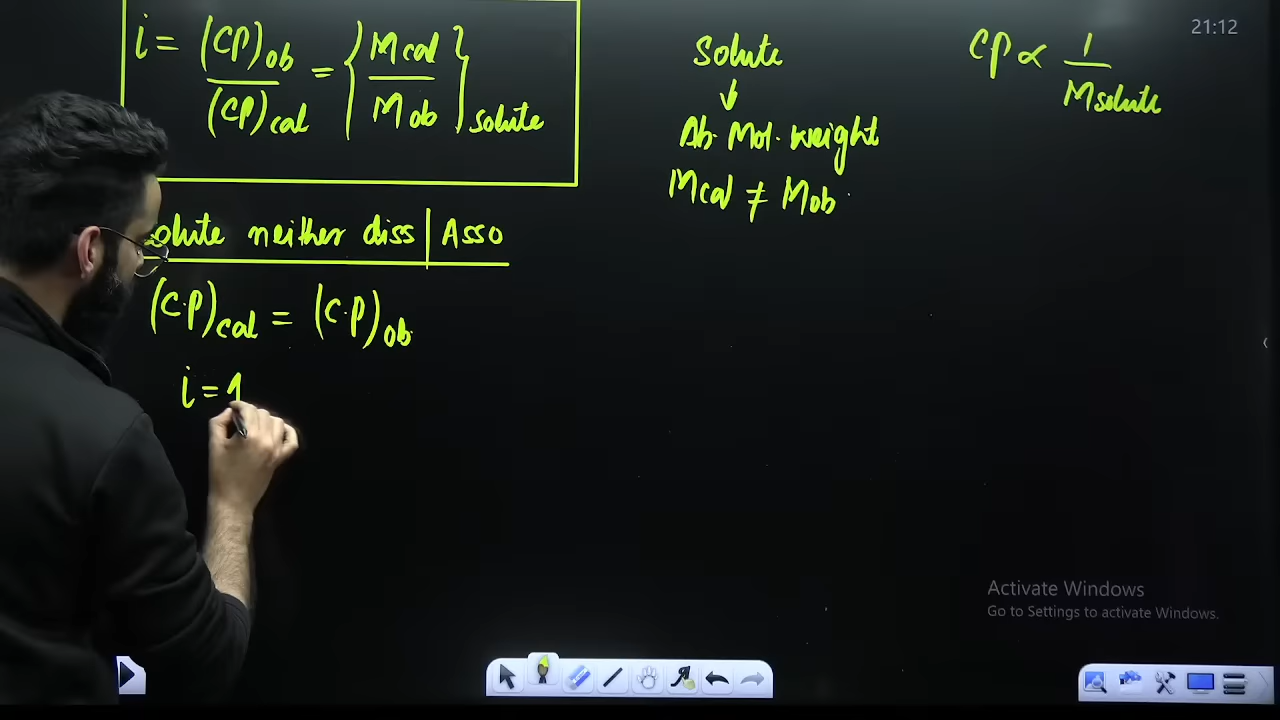 i = (CP)ob / (CP)cal = {Mcal / Mob}solute
Solute
↓
Ab. Mol. weight
Mcal ≠ Mob.
CP ∝ 1 / Msolute
21:12
olute neither diss | Asso
(C.P)cal = (C.P)ob.
i = 1
Activate Windows
Go to Settings to activate Windows.